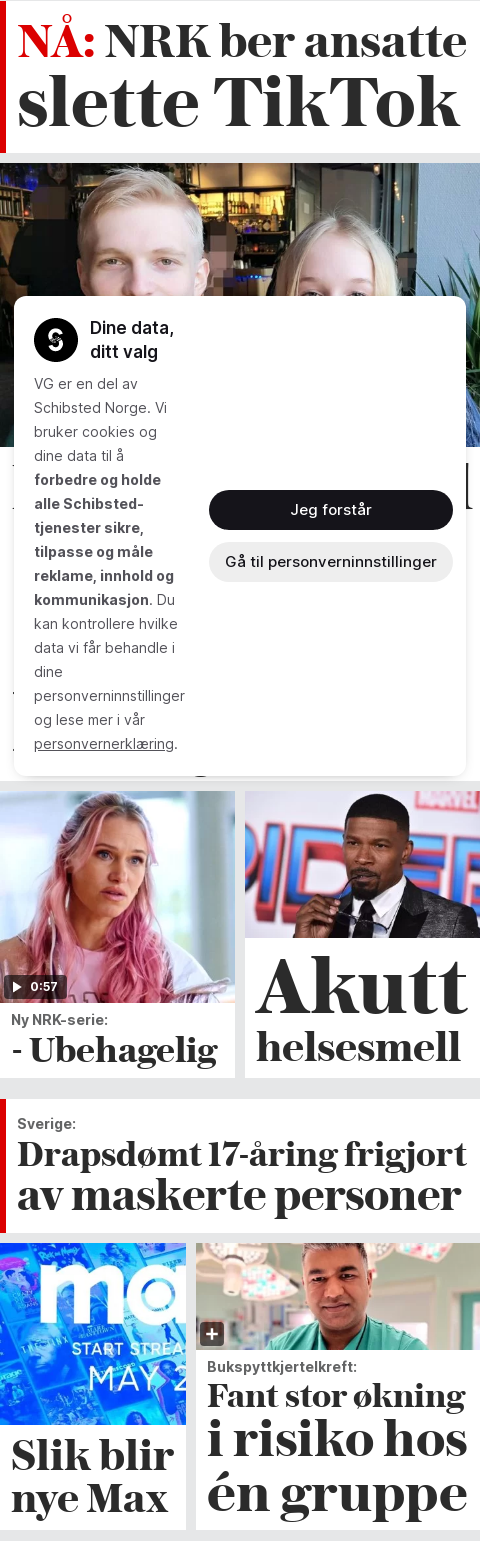 NÅ: NRK ber ansatte
slette TikTok
Dine data,
ditt valg
VG er en del av
Schibsted Norge. Vi
bruker cookies og
dine data til å
forbedre og holde
alle Schibsted-
tjenester sikre,
tilpasse og måle
reklame, innhold og
kommunikasjon. Du
kan kontrollere hvilke
data vi får behandle i
dine
personverninnstillinger
og lese mer i vår
personvernerklæring.
Jeg forstår
Gå til personverninnstillinger
MARVEL
0:57
Ny NRK-serie:
- Ubehagelig
Akutt
helsesmell
Sverige:
Drapsdømt 17-åring frigjort
av maskerte personer
START STREA
MAY 2
Slik blir
nye Max
Bukspyttkjertelkreft:
Fant stor økning
i risiko hos
én gruppe